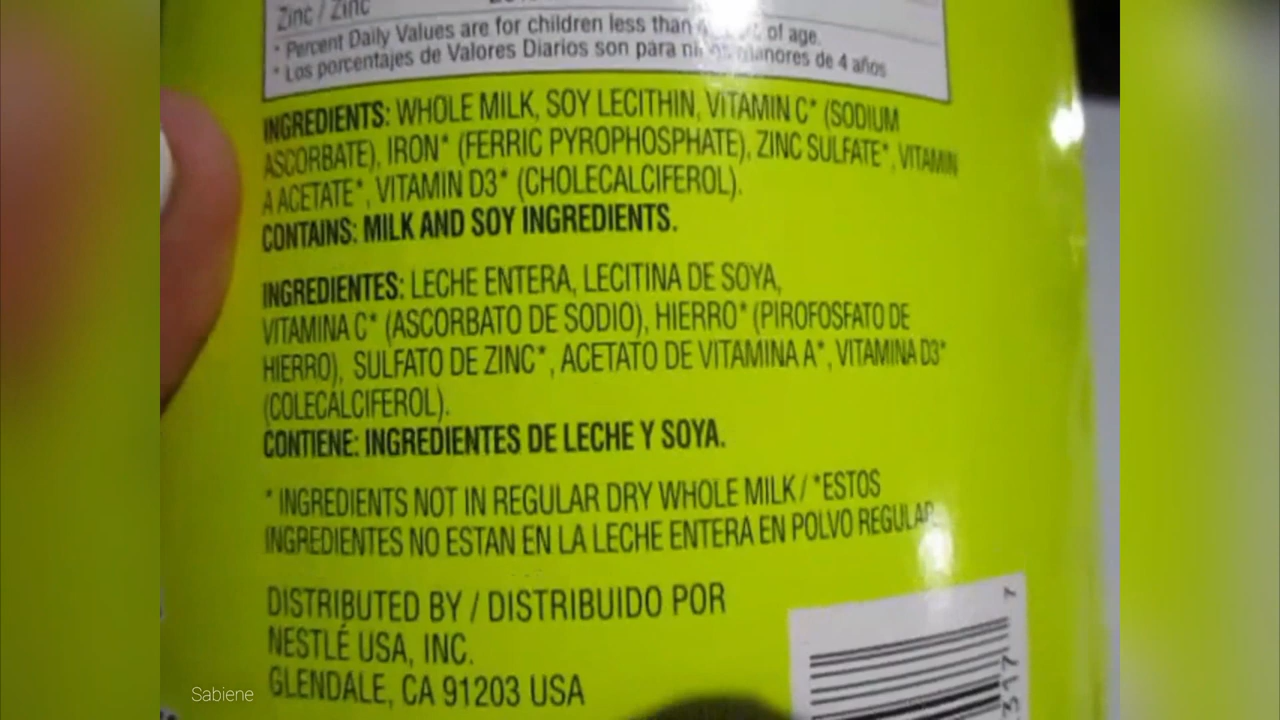 Zinc / Zinc
* Percent Daily Values are for children less than of age.
* Los porcentajes de Valores Diarios son para menores de 4 años
INGREDIENTS: WHOLE MILK, SOY LECITHIN, VITAMIN C* (SODIUM
ASCORBATE), IRON* (FERRIC PYROPHOSPHATE), ZINC SULFATE*, VITAMIN
A ACETATE*, VITAMIN D3* (CHOLECALCIFEROL).
CONTAINS: MILK AND SOY INGREDIENTS.
INGREDIENTES: LECHE ENTERA, LECITINA DE SOYA,
VITAMINA C* (ASCORBATO DE SODIO), HIERRO* (PIROFOSFATO DE
HIERRO), SULFATO DE ZINC*, ACETATO DE VITAMINA A*, VITAMINA D3*
(COLECALCIFEROL).
CONTIENE: INGREDIENTES DE LECHE Y SOYA.
* INGREDIENTS NOT IN REGULAR DRY WHOLE MILK / *ESTOS
INGREDIENTES NO ESTAN EN LA LECHE ENTERA EN POLVO REGULAR.
DISTRIBUTED BY / DISTRIBUIDO POR
NESTLÉ USA, INC.
GLENDALE, CA 91203 USA
317 7
Sabiene